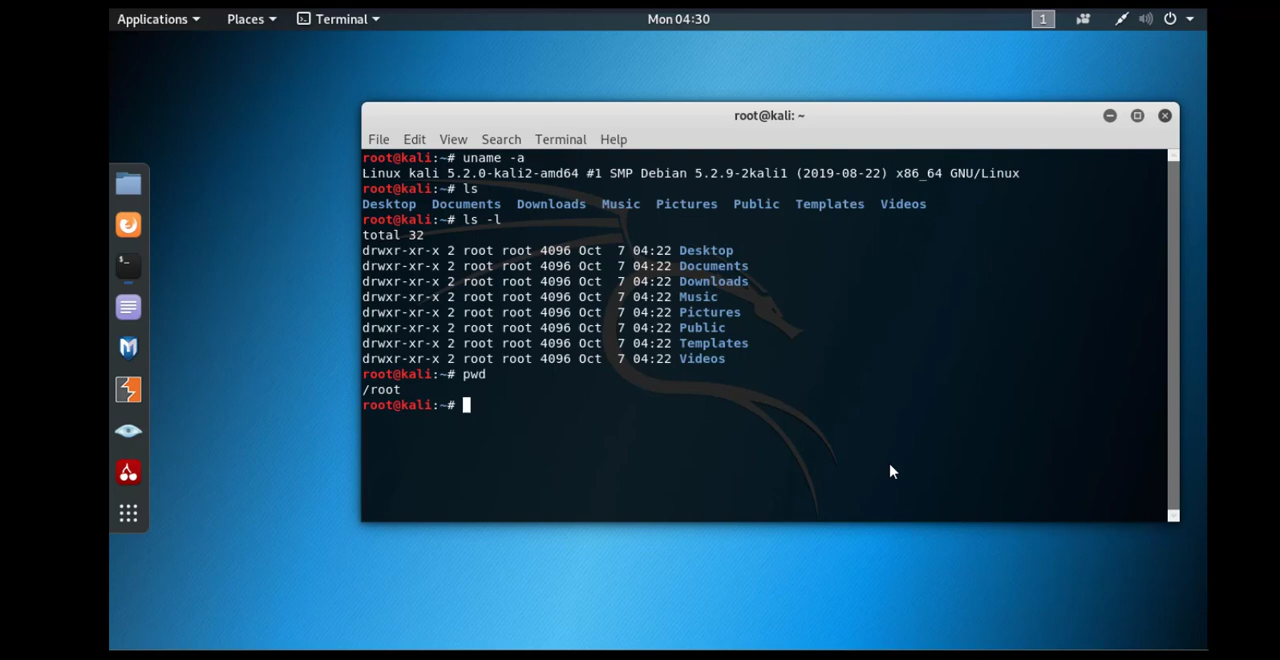 Applications Places Terminal Mon 04:30 1
root@kali: ~
File Edit View Search Terminal Help
root@kali:~# uname -a
Linux kali 5.2.0-kali2-amd64 #1 SMP Debian 5.2.9-2kali1 (2019-08-22) x86_64 GNU/Linux
root@kali:~# ls
Desktop Documents Downloads Music Pictures Public Templates Videos
root@kali:~# ls -l
total 32
drwxr-xr-x 2 root root 4096 Oct  7 04:22 Desktop
drwxr-xr-x 2 root root 4096 Oct  7 04:22 Documents
drwxr-xr-x 2 root root 4096 Oct  7 04:22 Downloads
drwxr-xr-x 2 root root 4096 Oct  7 04:22 Music
drwxr-xr-x 2 root root 4096 Oct  7 04:22 Pictures
drwxr-xr-x 2 root root 4096 Oct  7 04:22 Public
drwxr-xr-x 2 root root 4096 Oct  7 04:22 Templates
drwxr-xr-x 2 root root 4096 Oct  7 04:22 Videos
root@kali:~# pwd
/root
root@kali:~#